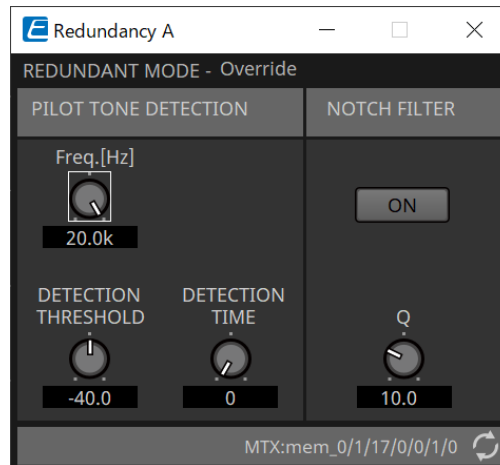 Redundancy A
REDUNDANT MODE - Override
PILOT TONE DETECTION
NOTCH FILTER
Freq.[Hz]
20.0k
ON
DETECTION
THRESHOLD
-40.0
DETECTION
TIME
0
Q
10.0
MTX:mem_0/1/17/0/0/1/0